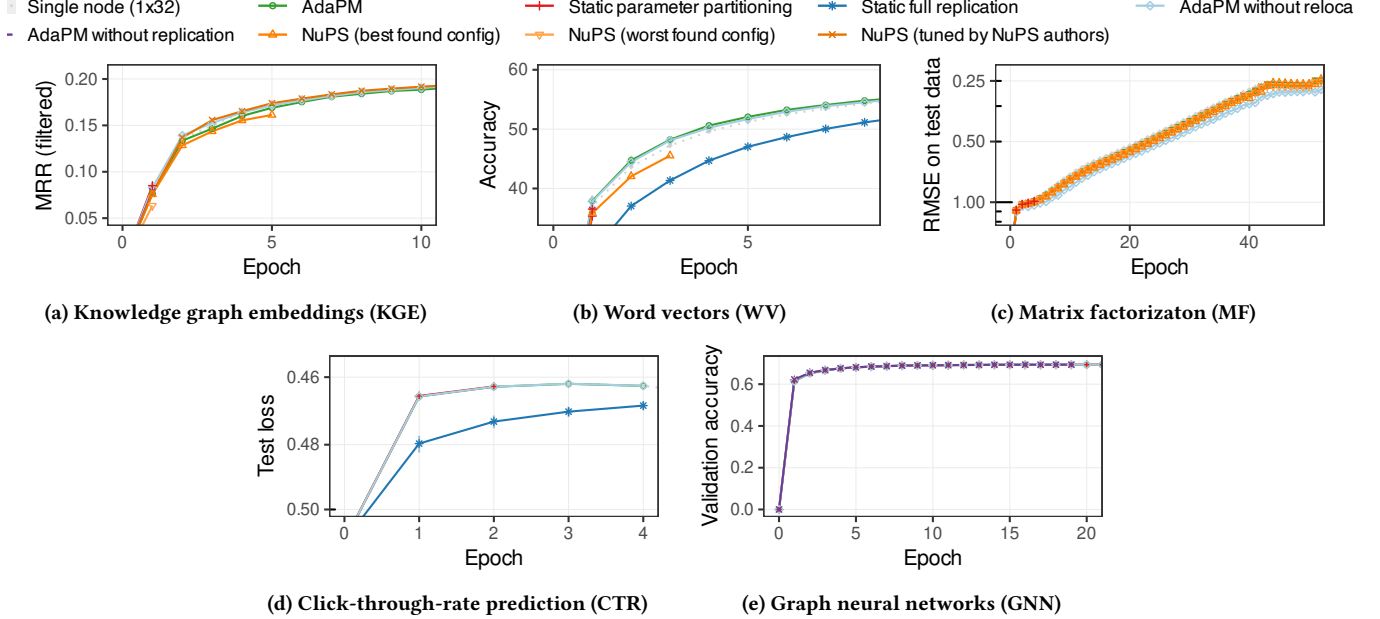 Single node (1x32) AdaPM Static parameter partitioning Static full replication AdaPM without reloca
AdaPM without replication NuPS (best found config) NuPS (worst found config) NuPS (tuned by NuPS authors)
MRR (filtered)
0.20
0.15
0.10
0.05
0 5 10
Epoch
(a) Knowledge graph embeddings (KGE)
Accuracy
60
50
40
0 5
Epoch
(b) Word vectors (WV)
RMSE on test data
0.25
0.50
1.00
0 20 40
Epoch
(c) Matrix factorizaton (MF)
Test loss
0.46
0.48
0.50
0 1 2 3 4
Epoch
(d) Click-through-rate prediction (CTR)
Validation accuracy
0.6
0.4
0.2
0.0
0 5 10 15 20
Epoch
(e) Graph neural networks (GNN)